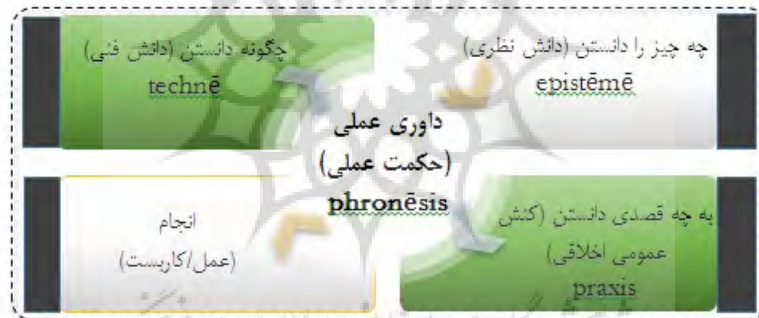 چه چیز را دانستن (دانش نظری)
epistēmē
چگونه دانستن (دانش فنی)
technē
داوری عملی
(حکمت عملی)
phronēsis
به چه قصدی دانستن (کنش
عمومی اخلاقی)
praxis
انجام
(عمل/کاربست)